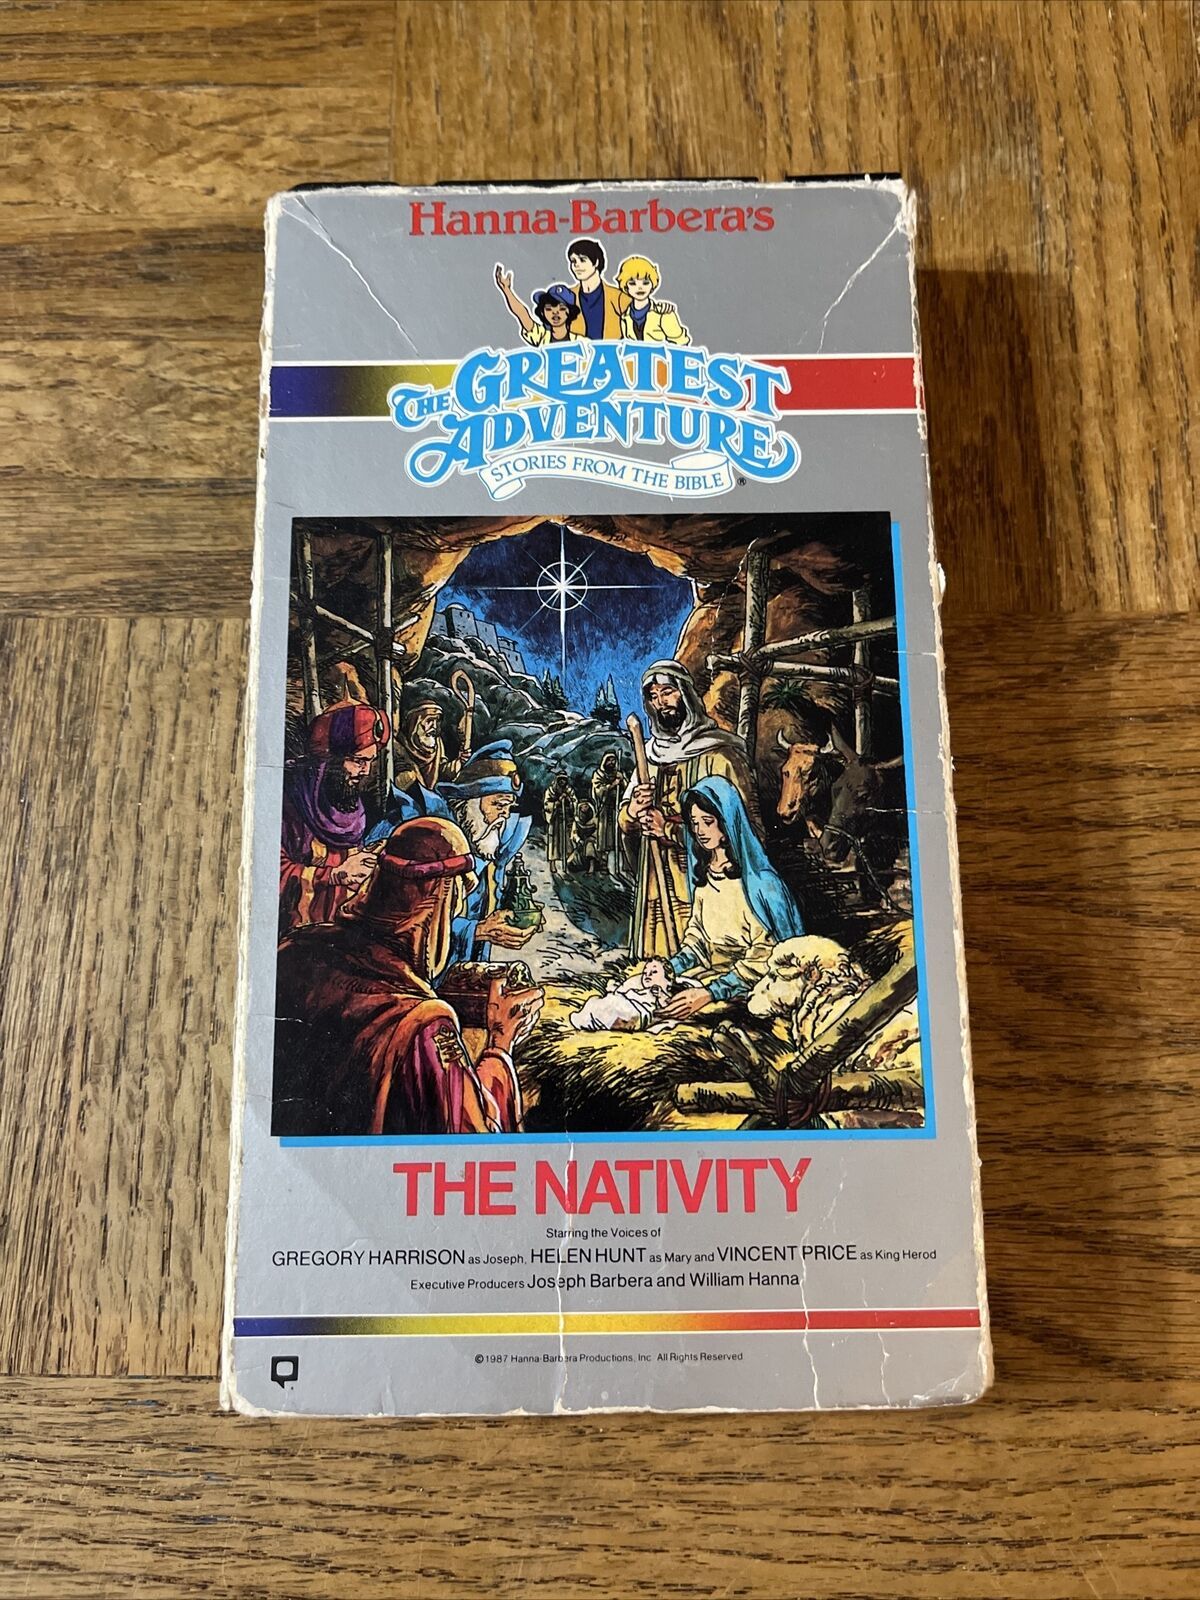 Hanna-Barbera's
THE GREATEST
ADVENTURE
STORIES FROM THE BIBLE®
THE NATIVITY
Starring the Voices of
GREGORY HARRISON as Joseph, HELEN HUNT as Mary and VINCENT PRICE as King Herod
Executive Producers Joseph Barbera and William Hanna
©1987 Hanna-Barbera Productions, Inc. All Rights Reserved